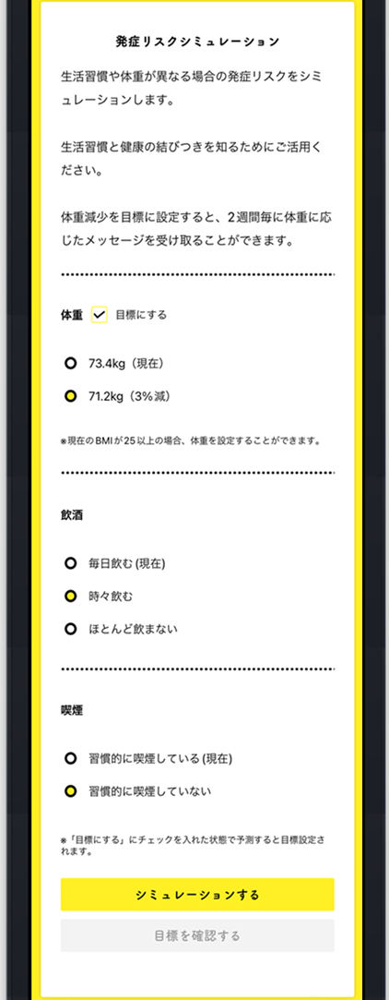 発症リスクシミュレーション
生活習慣や体重が異なる場合の発症リスクをシミ
ュレーションします。
生活習慣と健康の結びつきを知るためにご活用く
ださい。
体重減少を目標に設定すると、2週間毎に体重に応
じたメッセージを受け取ることができます。
体重 目標にする
73.4kg（現在）
71.2kg（3%減）
※現在のBMIが25以上の場合、体重を設定することができます。
飲酒
毎日飲む(現在)
時々飲む
ほとんど飲まない
喫煙
習慣的に喫煙している(現在)
習慣的に喫煙していない
※「目標にする」にチェックを入れた状態で予測すると目標設定さ
れます。
シミュレーションする
目標を確認する